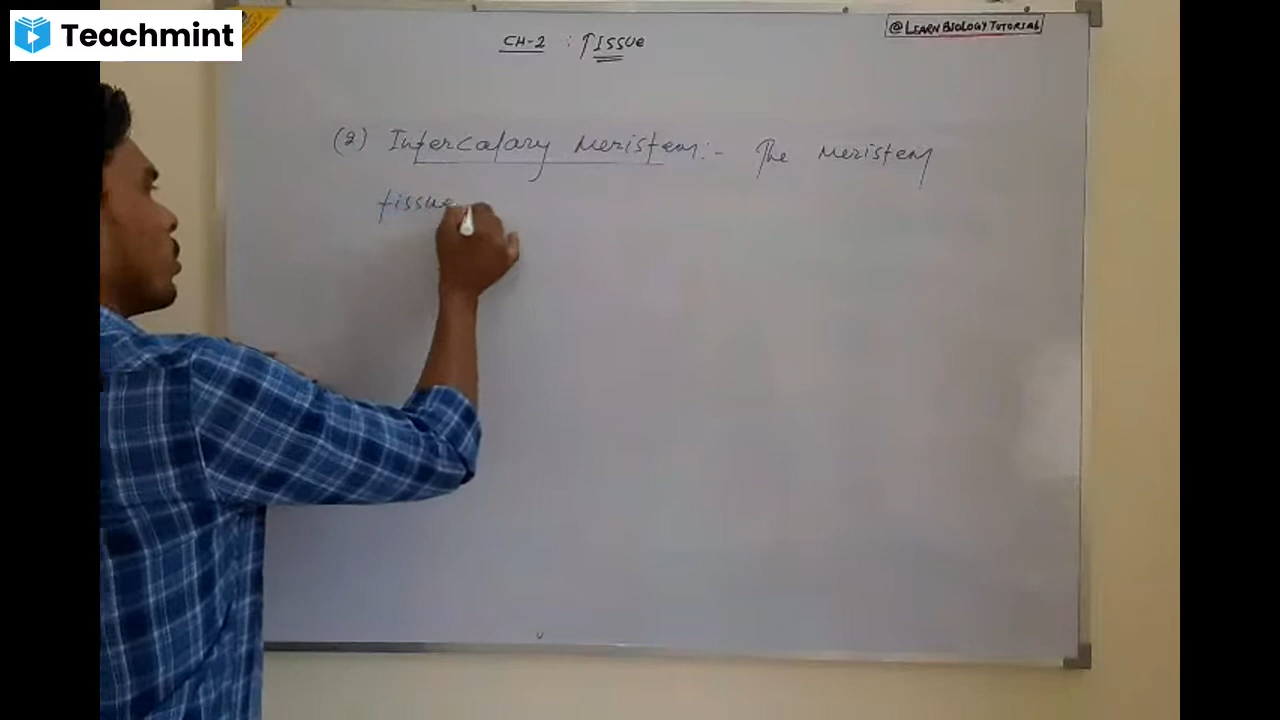 Teachmint
@LEARN BIOLOGY TUTORIAL
CH-2 : TISSUE
(2) Intercalary Meristem:- The Meristem
tissue